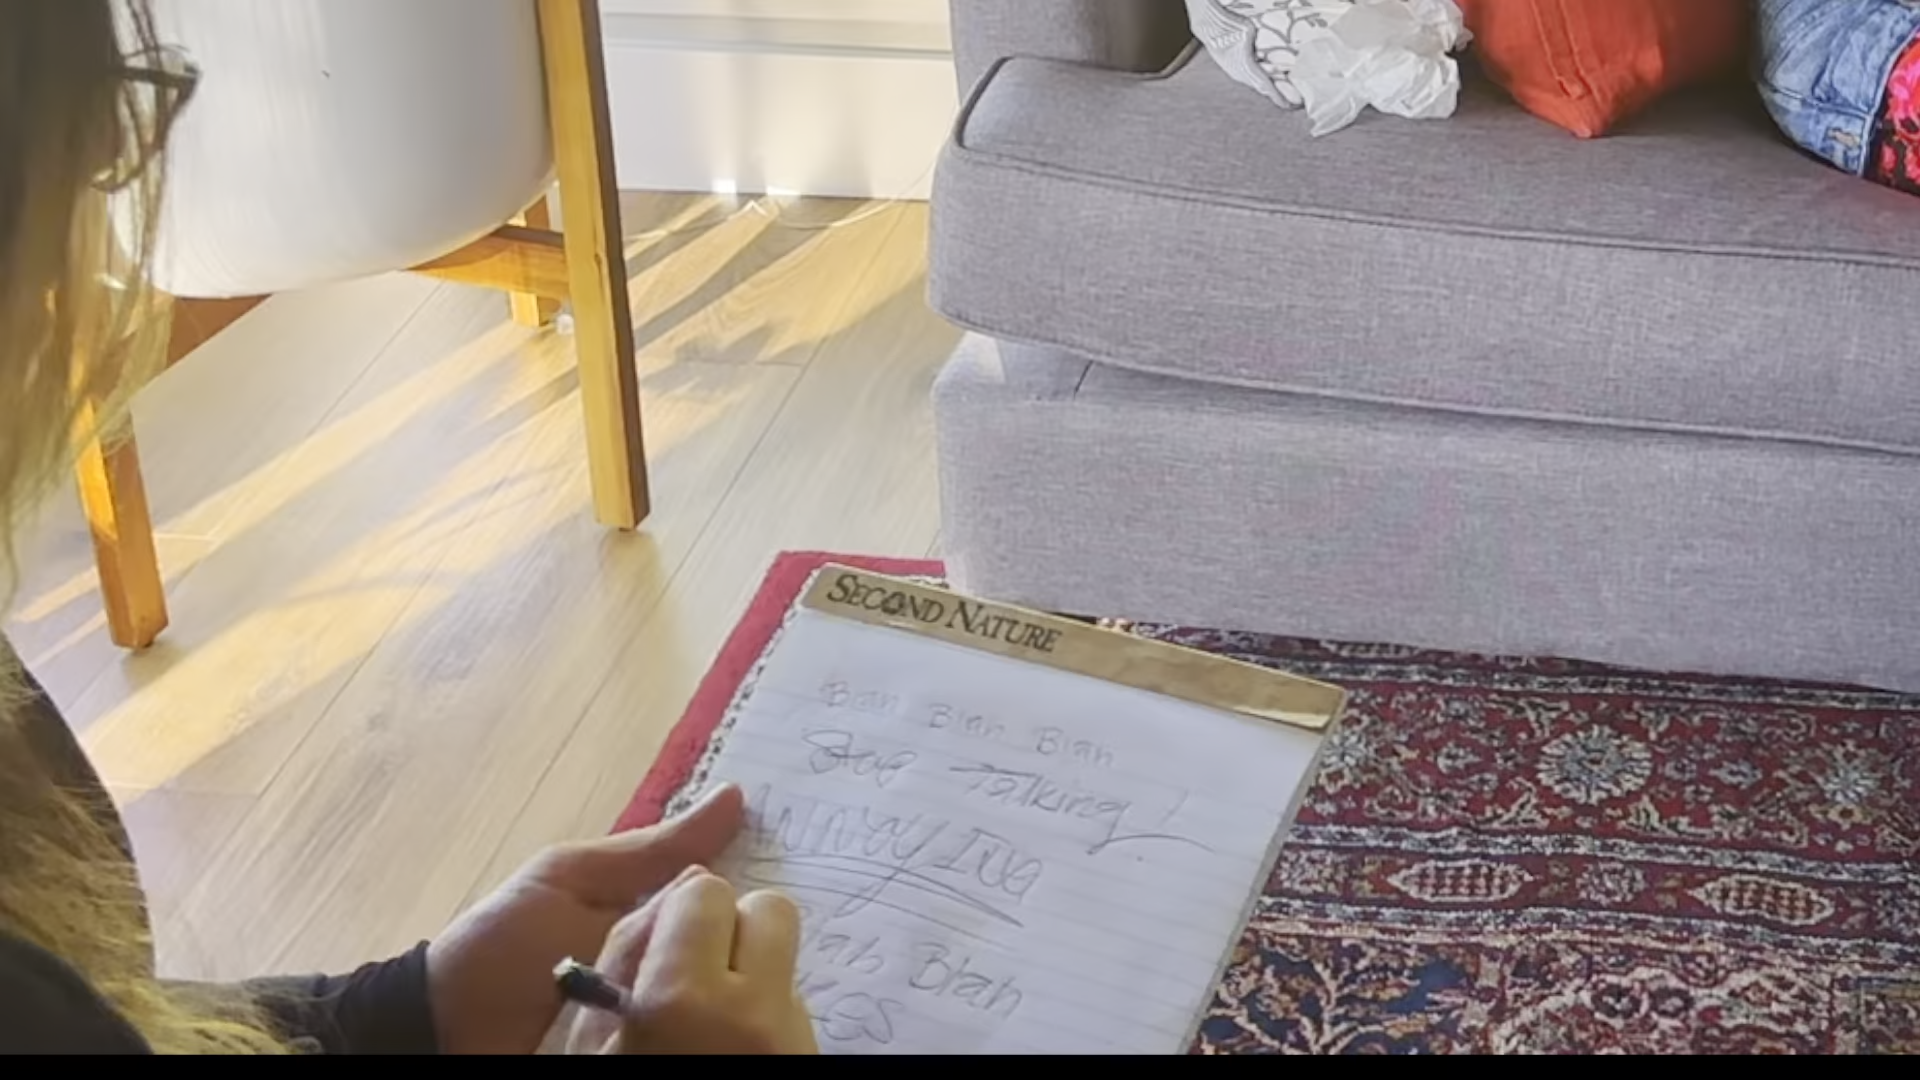 SECOND NATURE
Blah Blah Blah
Stop Talking!
ANNOYING
Blah Blah